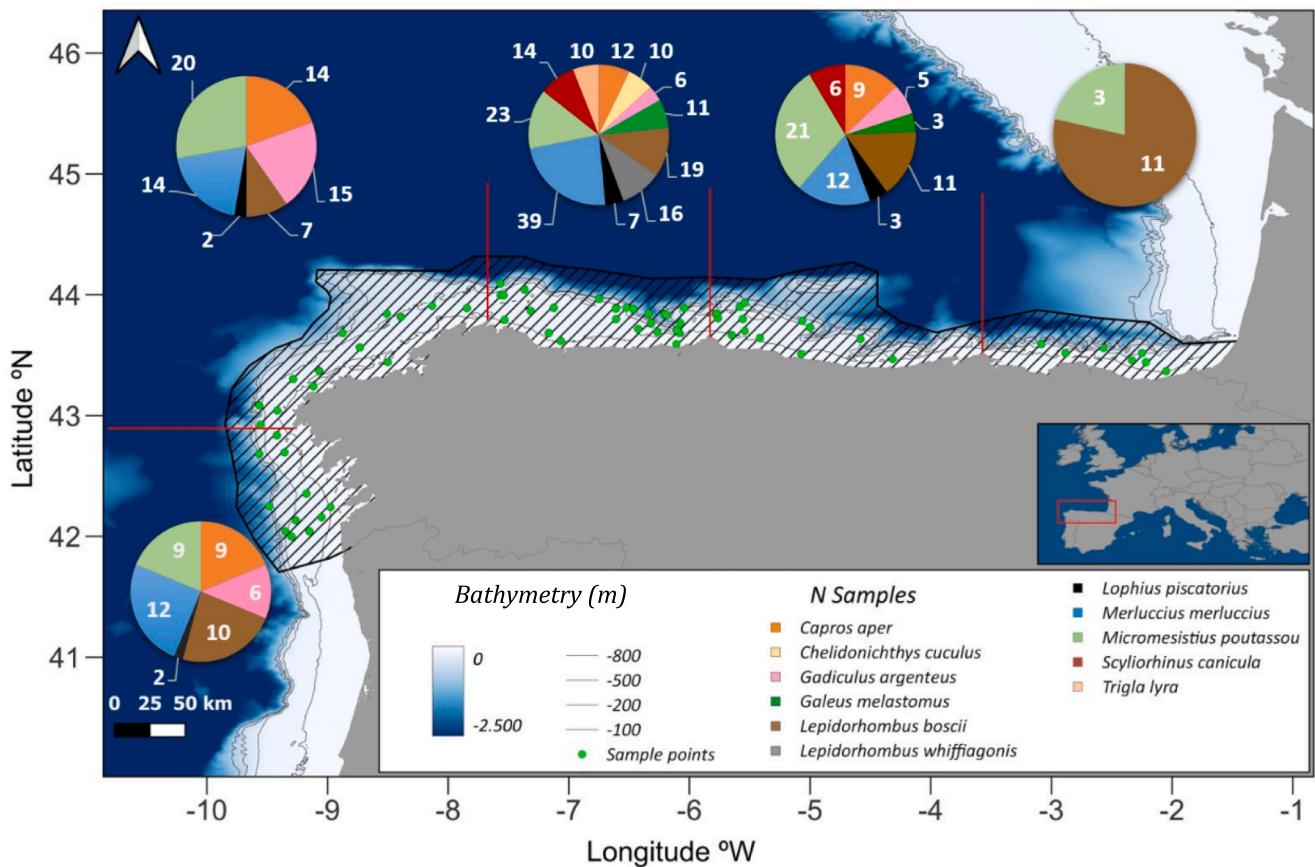 46
45
44
43
42
41
Latitude ºN
20
14
15
7
2
14
14
10
12
10
6
11
19
16
7
39
23
6
9
5
3
11
3
12
21
3
11
9
9
6
10
2
12
0 25 50 km
Bathymetry (m)
0
-2.500
-800
-500
-200
-100
Sample points
N Samples
Capros aper
Chelidonichthys cuculus
Gadiculus argenteus
Galeus melastomus
Lepidorhombus boscii
Lepidorhombus whiffiagonis
Lophius piscatorius
Merluccius merluccius
Micromesistius poutassou
Scyliorhinus canicula
Trigla lyra
-10 -9 -8 -7 -6 -5 -4 -3 -2 -1
Longitude ºW